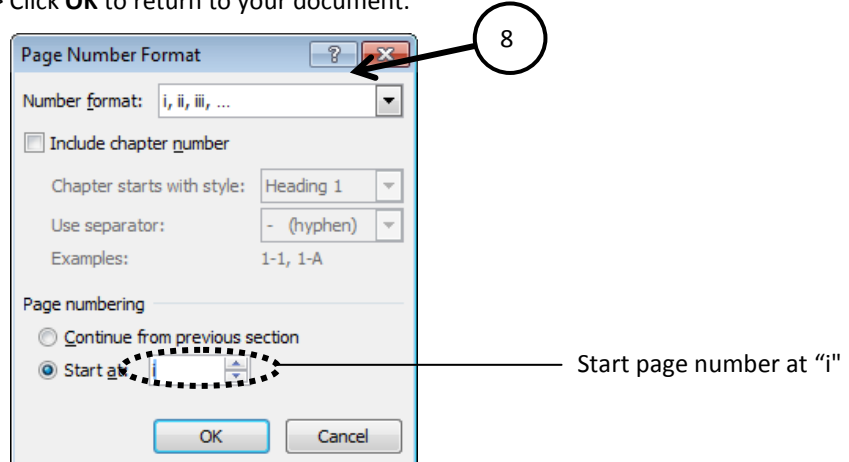 Click OK to return to your document.
8
Page Number Format
Number format: i, ii, iii, ...
Include chapter number
Chapter starts with style: Heading 1
Use separator: - (hyphen)
Examples: 1-1, 1-A
Page numbering
Continue from previous section
Start at: i
Start page number at “i"
OK Cancel